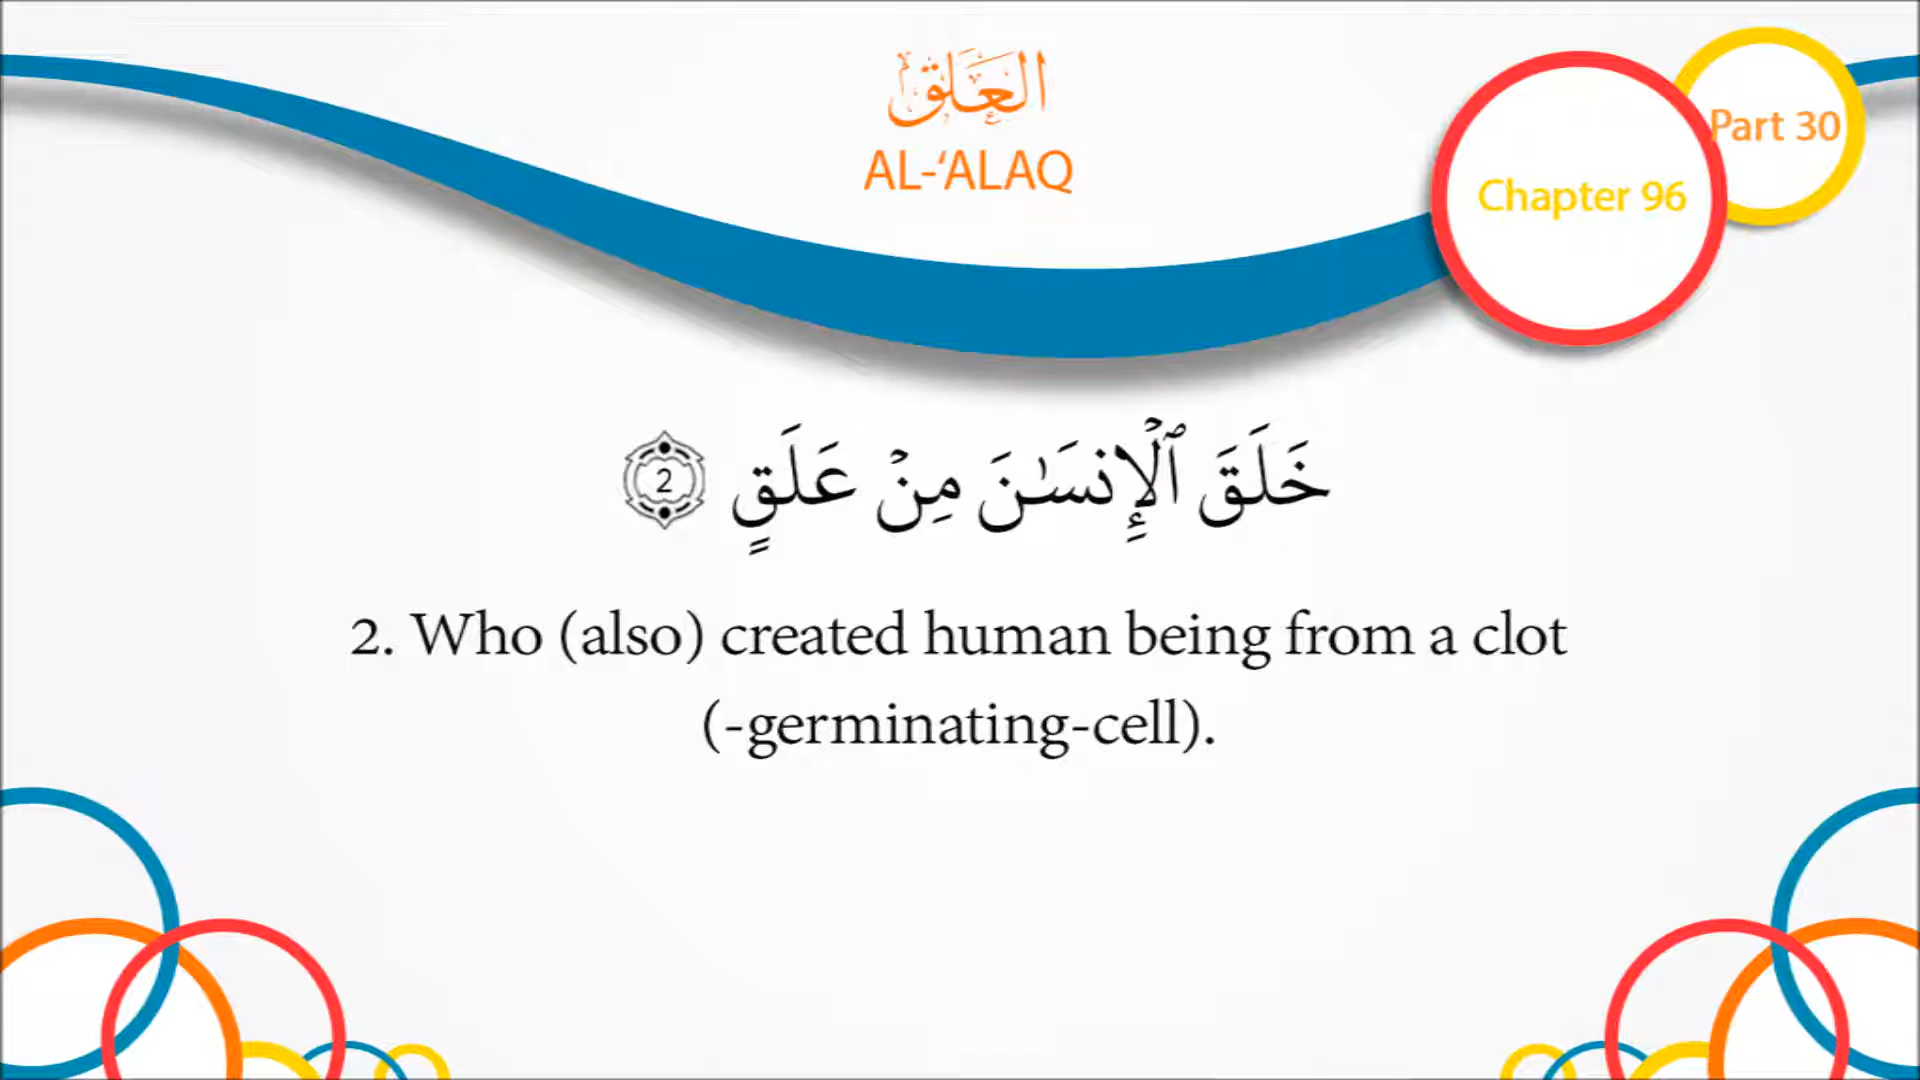 العلق
AL-‘ALAQ
Part 30
Chapter 96
خَلَقَ ٱلْإِنسَـٰنَ مِنْ عَلَقٍ 2
2. Who (also) created human being from a clot
(-germinating-cell).